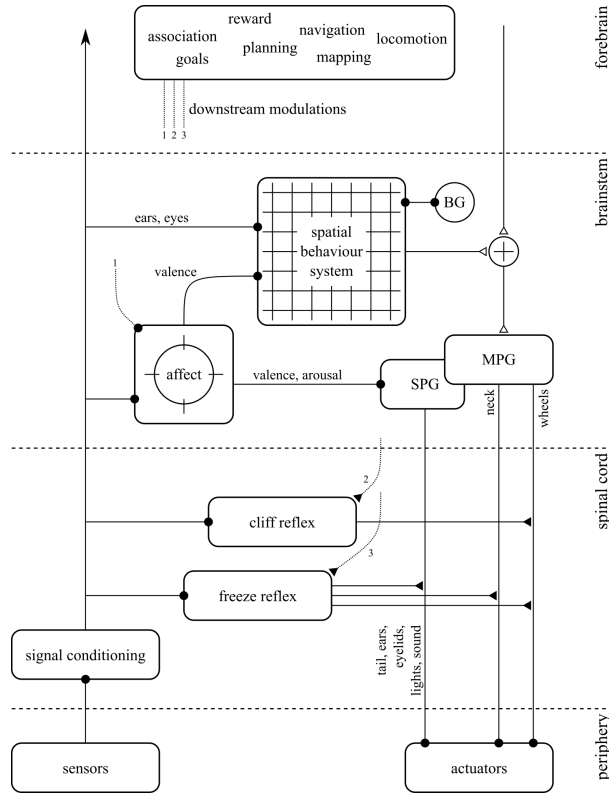 forebrain
reward
association
navigation
locomotion
goals
planning
mapping
downstream modulations
1 2 3
brainstem
BG
ears, eyes
spatial
behaviour
system
1
valence
affect
valence, arousal
MPG
SPG
neck
wheels
spinal cord
2
cliff reflex
3
freeze reflex
tail, ears,
eyelids,
lights, sound
signal conditioning
periphery
sensors
actuators